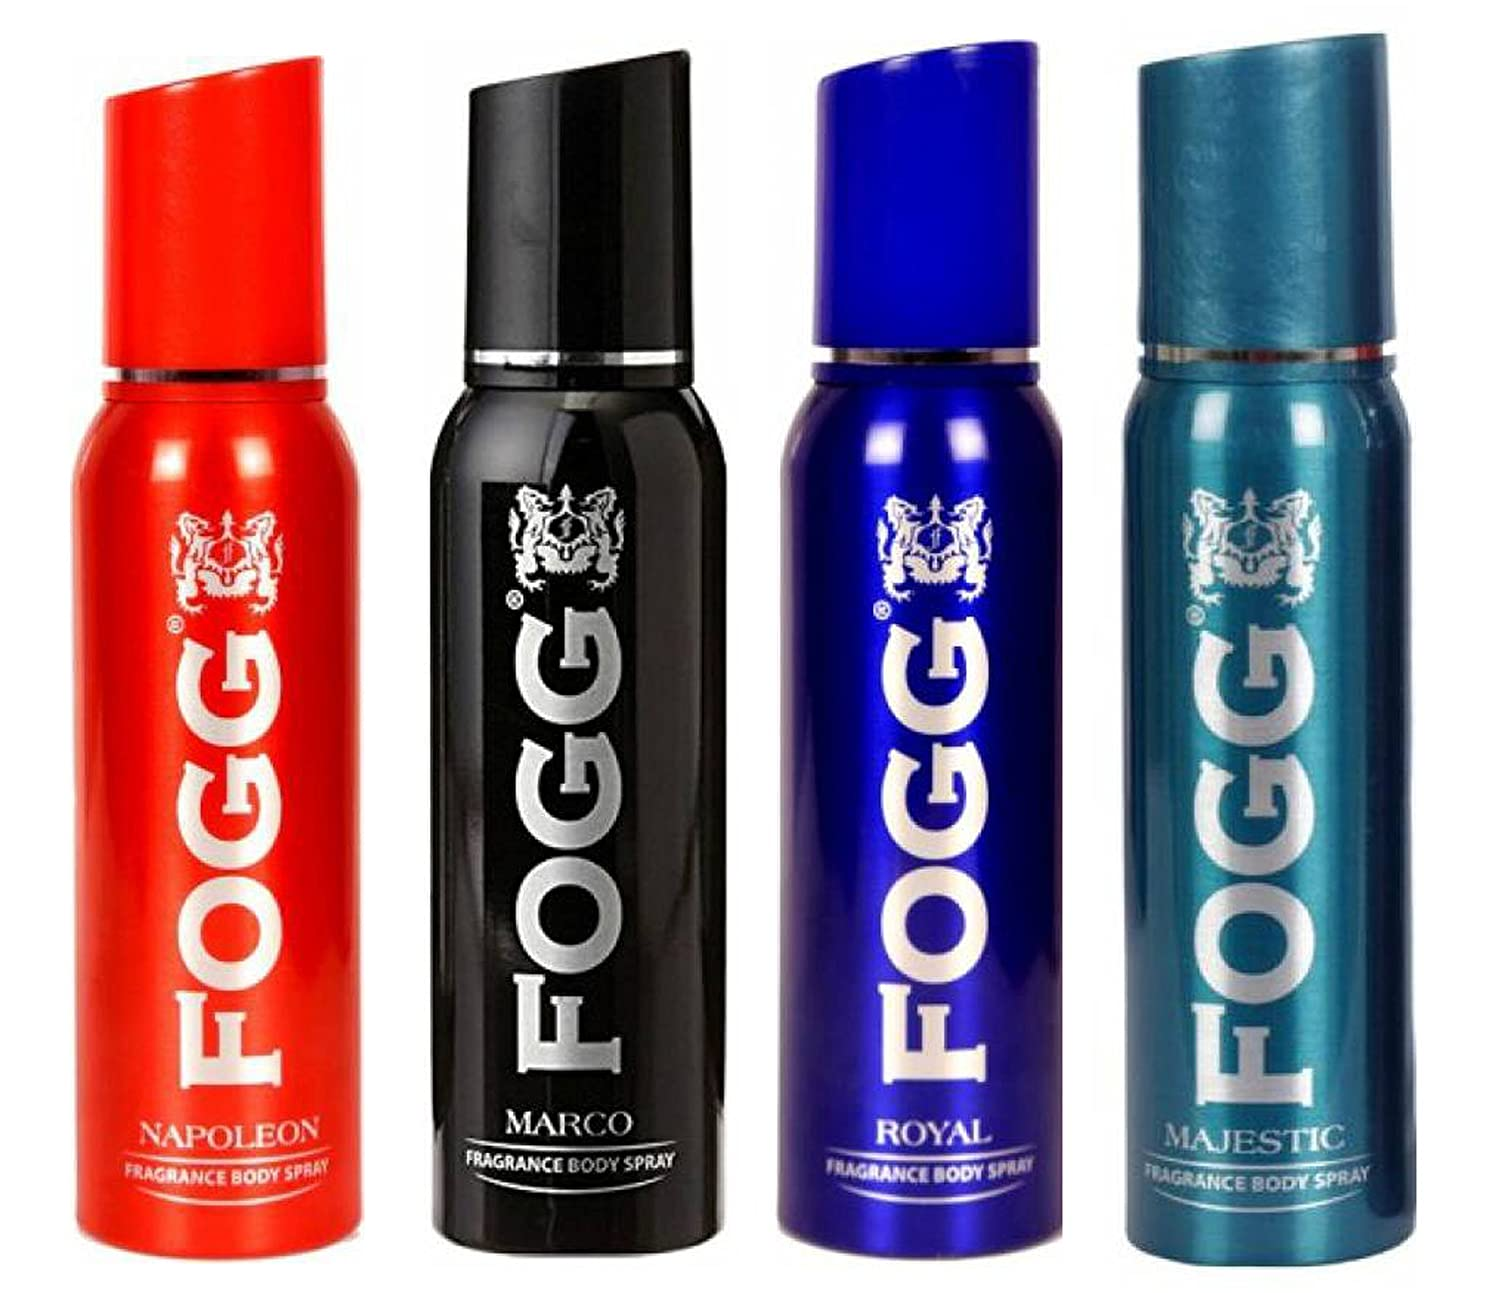 FOGG®
NAPOLEON
FRAGRANCE BODY SPRAY
FOGG®
MARCO
FRAGRANCE BODY SPRAY
FOGG®
ROYAL
FRAGRANCE BODY SPRAY
FOGG®
MAJESTIC
FRAGRANCE BODY SPRAY